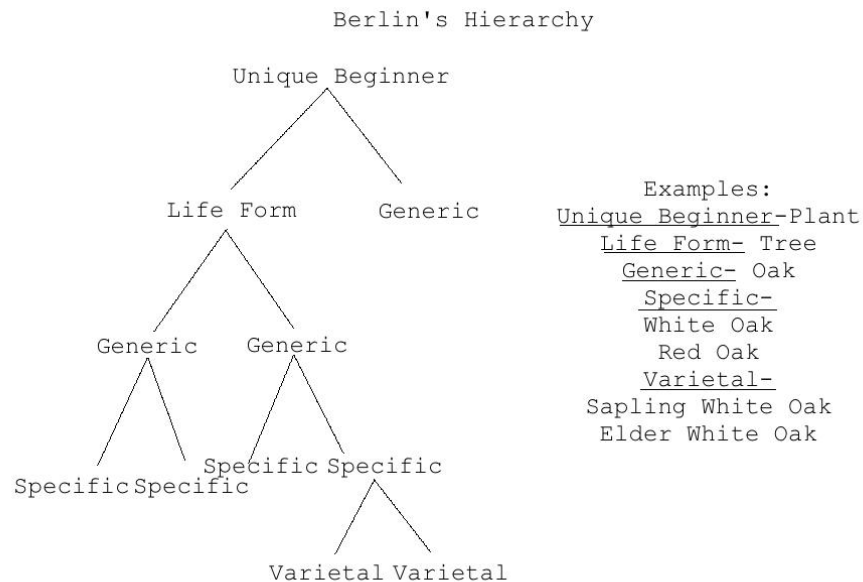 Berlin's Hierarchy
Unique Beginner
Life Form
Generic
Generic
Generic
Specific
Specific
Specific
Specific
Varietal
Varietal
Examples:
Unique Beginner-Plant
Life Form- Tree
Generic- Oak
Specific-
White Oak
Red Oak
Varietal-
Sapling White Oak
Elder White Oak